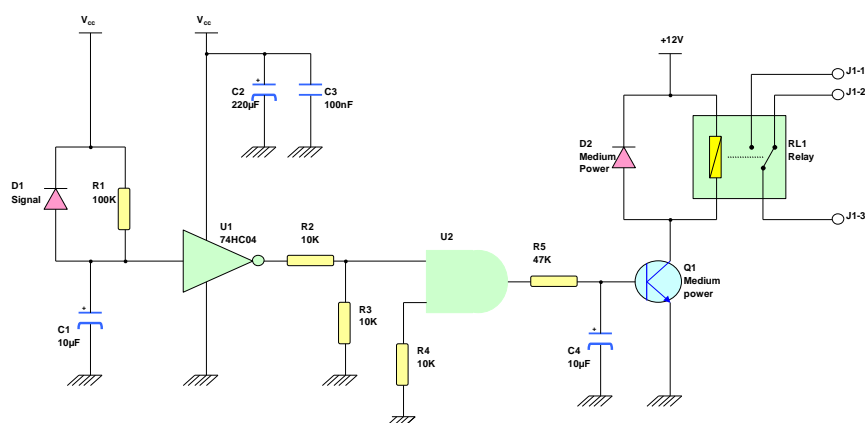 Vcc
Vcc
+12V
C2
220µF
C3
100nF
J1-1
J1-2
D1
Signal
R1
100K
D2
Medium
Power
RL1
Relay
J1-3
U1
74HC04
R2
10K
U2
R5
47K
Q1
Medium
power
C1
10µF
R3
10K
R4
10K
C4
10µF